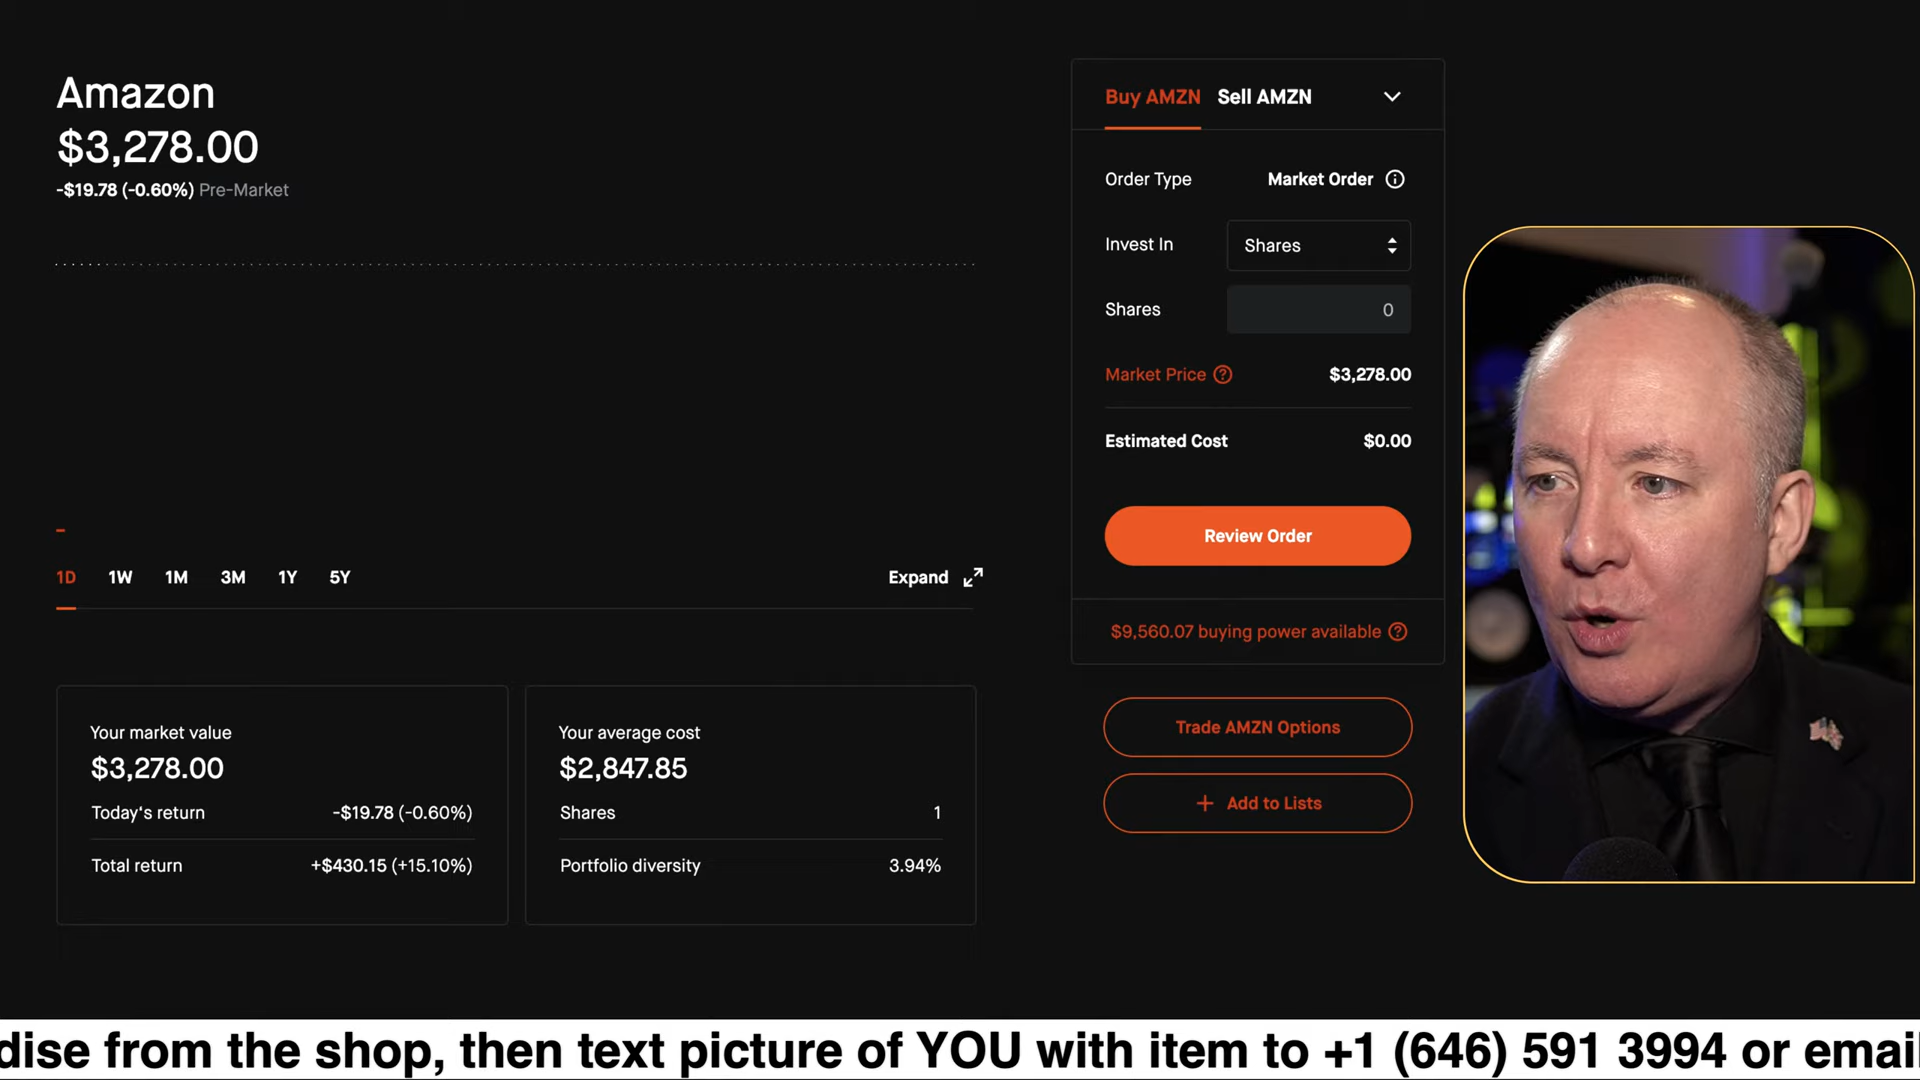 Amazon
$3,278.00
-$19.78 (-0.60%) Pre-Market
1D 1W 1M 3M 1Y 5Y
Expand
Your market value
$3,278.00
Today's return -$19.78 (-0.60%)
Total return +$430.15 (+15.10%)
Your average cost
$2,847.85
Shares 1
Portfolio diversity 3.94%
Buy AMZN Sell AMZN
Order Type Market Order
Invest In Shares
Shares 0
Market Price $3,278.00
Estimated Cost $0.00
Review Order
$9,560.07 buying power available
Trade AMZN Options
+ Add to Lists
dise from the shop, then text picture of YOU with item to +1 (646) 591 3994 or email